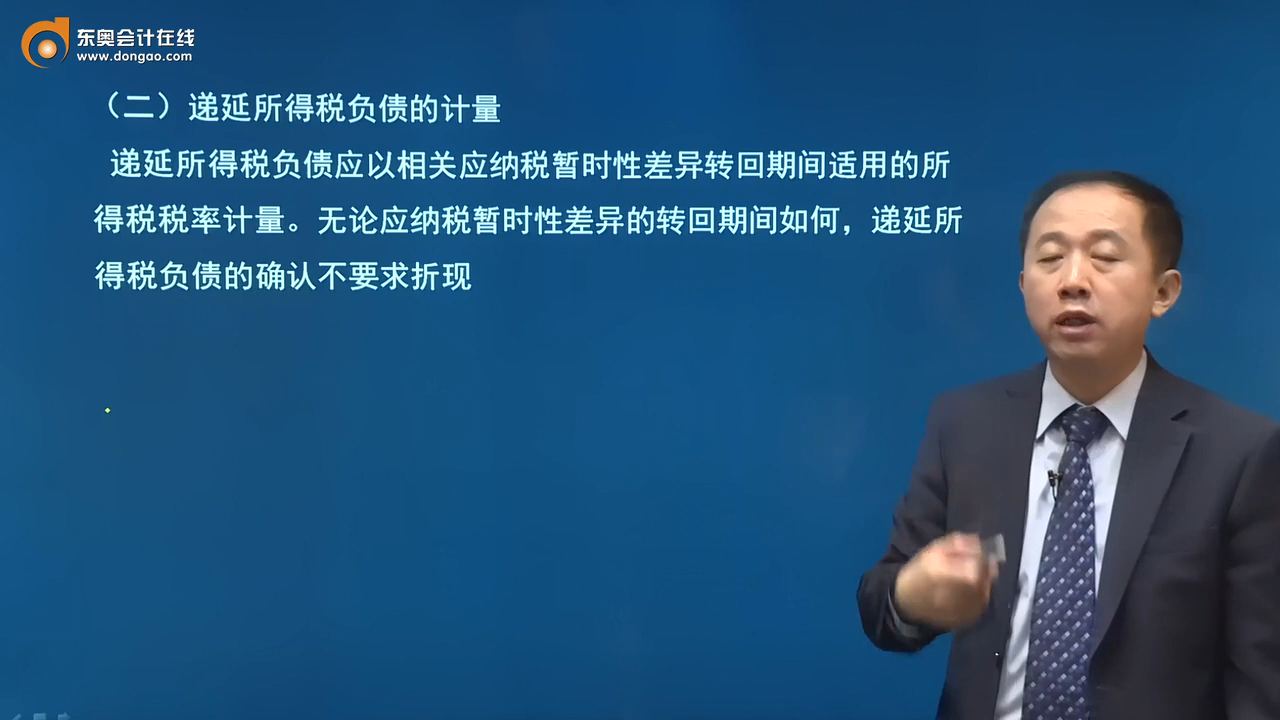 东奥会计在线
www.dongao.com
（二）递延所得税负债的计量
递延所得税负债应以相关应纳税暂时性差异转回期间适用的所
得税税率计量。无论应纳税暂时性差异的转回期间如何，递延所
得税负债的确认不要求折现